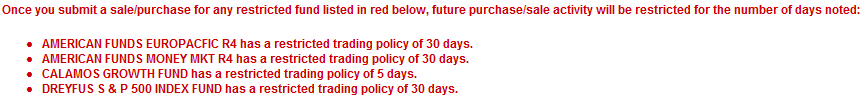 Once you submit a sale/purchase for any restricted fund listed in red below, future purchase/sale activity will be restricted for the number of days noted:
AMERICAN FUNDS EUROPACFIC R4 has a restricted trading policy of 30 days.
AMERICAN FUNDS MONEY MKT R4 has a restricted trading policy of 30 days.
CALAMOS GROWTH FUND has a restricted trading policy of 5 days.
DREYFUS S & P 500 INDEX FUND has a restricted trading policy of 30 days.